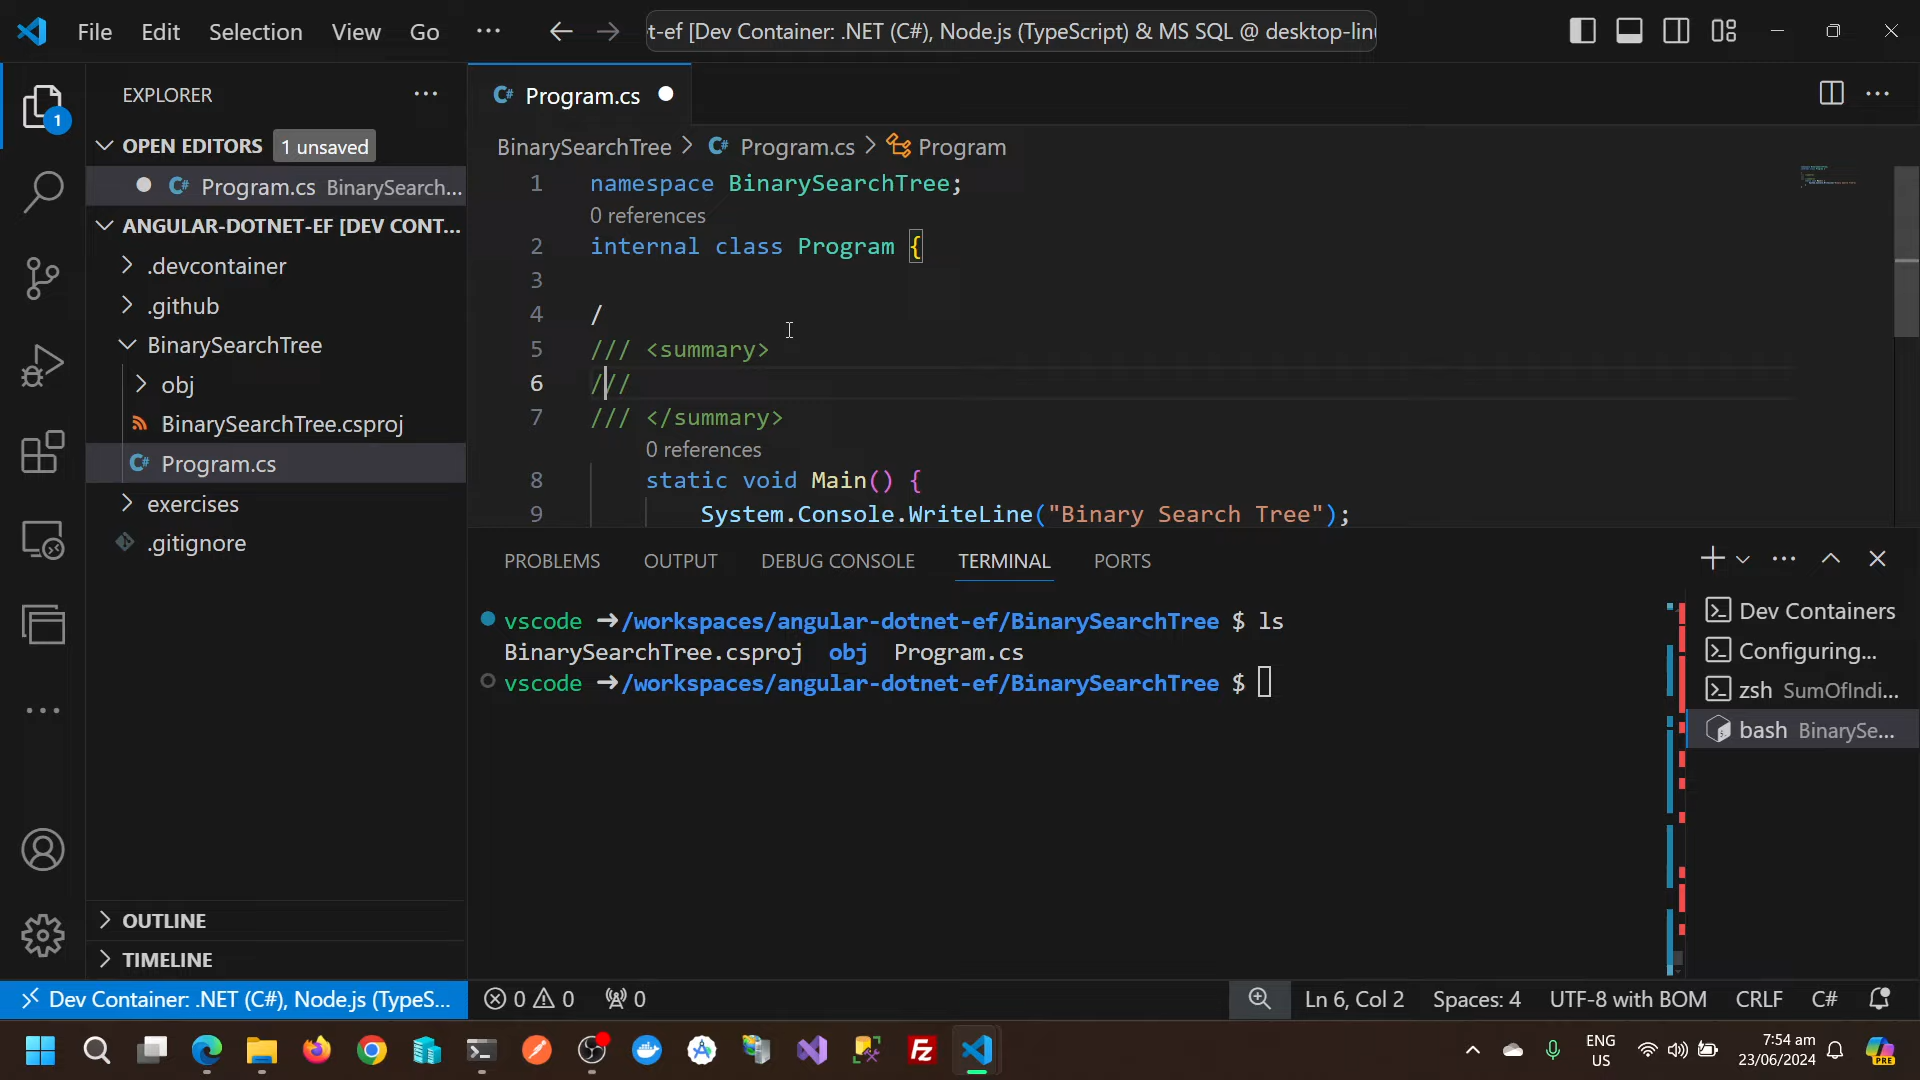 File Edit Selection View Go
t-ef [Dev Container: .NET (C#), Node.js (TypeScript) & MS SQL @ desktop-linu
EXPLORER
OPEN EDITORS 1 unsaved
C# Program.cs BinarySearch...
ANGULAR-DOTNET-EF [DEV CONT...
.devcontainer
.github
BinarySearchTree
obj
BinarySearchTree.csproj
C# Program.cs
exercises
.gitignore
OUTLINE
TIMELINE
1
C# Program.cs
BinarySearchTree > C# Program.cs > Program
1 namespace BinarySearchTree;
0 references
2 internal class Program {
3
4 /
5 /// <summary>
6 ///
7 /// </summary>
0 references
8 static void Main() {
9 System.Console.WriteLine("Binary Search Tree");
PROBLEMS OUTPUT DEBUG CONSOLE TERMINAL PORTS
vscode ➜/workspaces/angular-dotnet-ef/BinarySearchTree $ ls
BinarySearchTree.csproj obj Program.cs
vscode ➜/workspaces/angular-dotnet-ef/BinarySearchTree $
Dev Containers
Configuring...
zsh SumOfIndi...
bash BinarySe...
Dev Container: .NET (C#), Node.js (TypeS... 0 0 0 Ln 6, Col 2 Spaces: 4 UTF-8 with BOM CRLF C#
ENG
US
7:54 am
23/06/2024
PRE
Fz